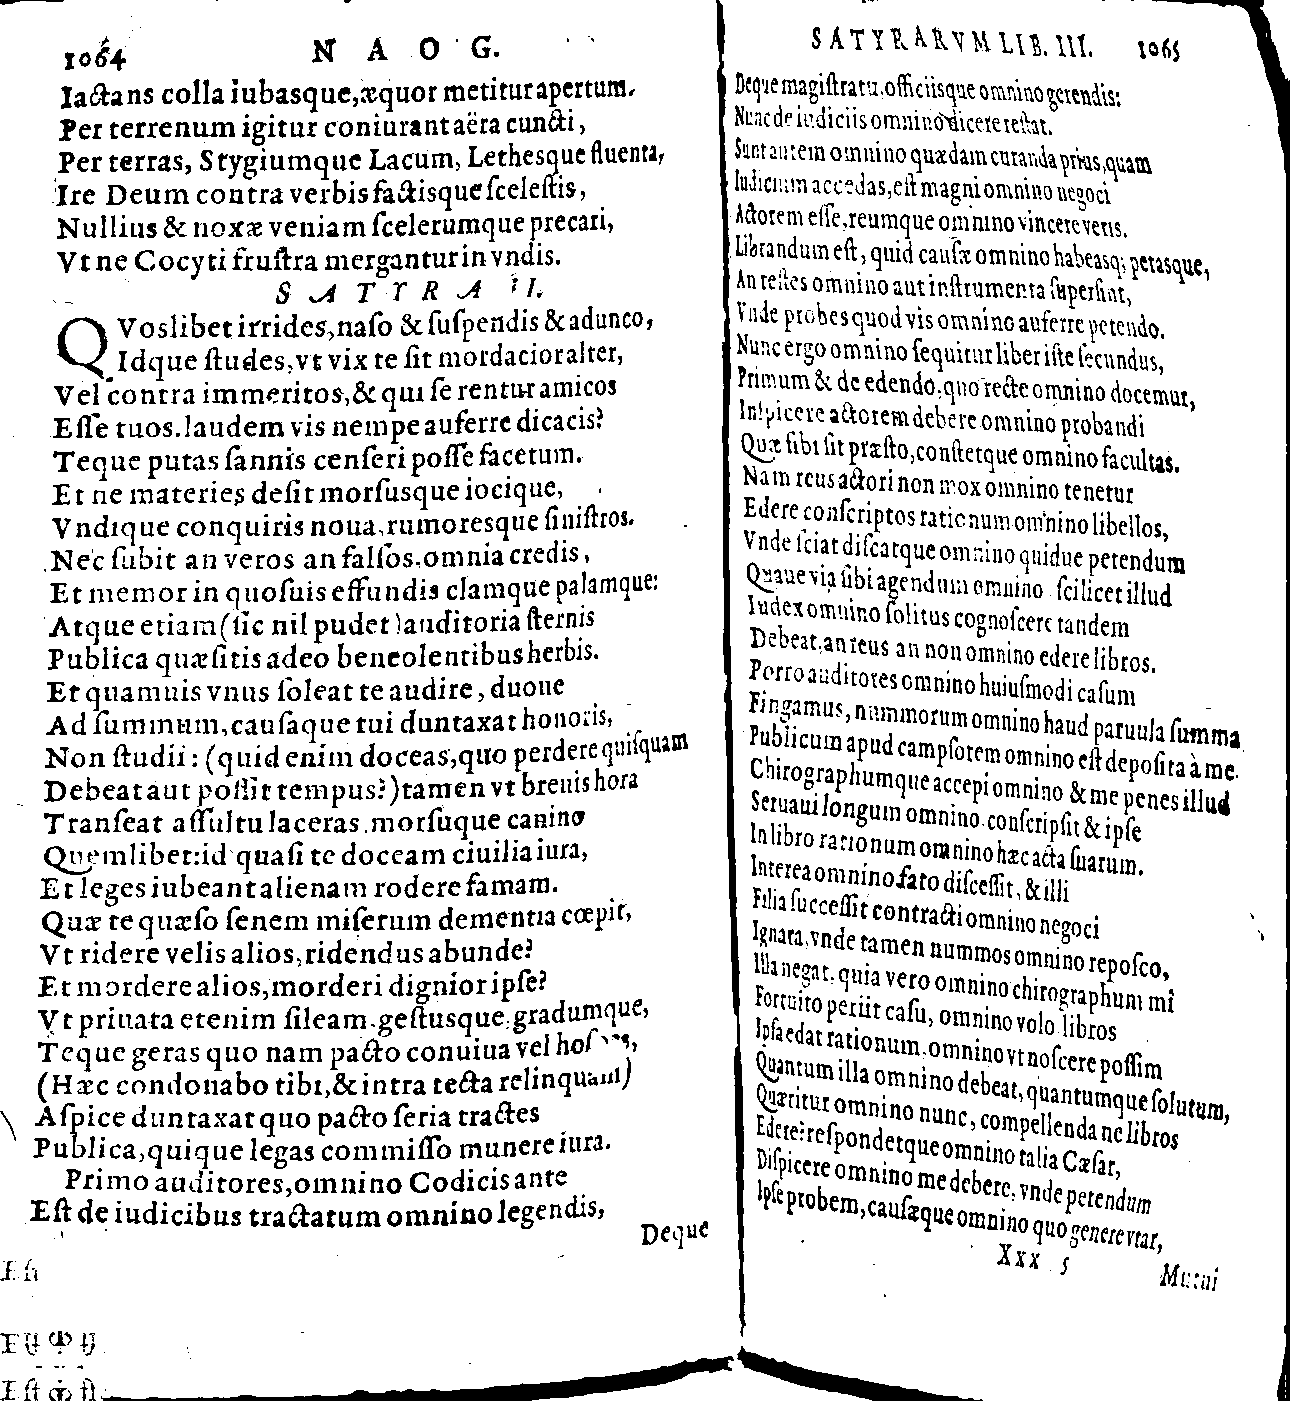 1064 N A O G.
Iactans colla iubasque, æquor metitur apertum.
Per terrenum igitur coniurant aëra cuncti,
Per terras, Stygiumque Lacum, Lethesque fluenta,
Ire Deum contra verbis factisque ſceleſtis,
Nullius & noxæ veniam ſcelerumque precari,
Vt ne Cocyti fruſtra mergantur in vndis.
S A T Y R A II.
QVoslibet irrides, naſo & ſuſpendis & adunco,
Idque ſtudes, vt vix te ſit mordacior alter,
Vel contra immeritos, & qui ſe rentur amicos
Eſſe tuos. laudem vis nempe auferre dicacis?
Teque putas ſannis cenſeri poſſe facetum.
Et ne materies deſit morſusque iocique,
Vndique conquiris noua, rumoresque ſiniſtros.
Nec ſubit an veros an falſos. omnia credis,
Et memor in quoſuis effundis clamque palamque:
Atque etiam (ſic nil pudet) auditoria ſternis
Publica quæſitis adeo beneolentibus herbis.
Et quamuis vnus ſoleat te audire, duoue
Ad ſummum, cauſaque tui duntaxat honoris,
Non ſtudii: (quid enim doceas, quo perdere quiſquam
Debeat aut poſſit tempus?) tamen vt breuis hora
Tranſeat aſſultu laceras. morſuque canino
Quemlibet: id quaſi te doceam ciuilia iura,
Et leges iubeant alienam rodere famam.
Quæ te quæſo ſenem miſerum dementia cœpit,
Vt ridere velis alios, ridendus abunde?
Et mordere alios, morderi dignior ipſe?
Vt priuata etenim ſileam. geſtusque, gradumque,
Teque geras quo nam pacto conuiua vel
(Hæc condonabo tibi, & intra tecta relinquam)
Aſpice duntaxat quo pacto ſeria tractes
Publica, quique legas commiſſo munere iura.
Primo auditores, omnino Codicis ante
Eſt de iudicibus tractatum omnino legendis,
Deque
SATYRARVM LIB. III. 1065
Deque magiſtratu, officiisque omnino gerendis:
Nunc de iudiciis omnino dicere reſtat.
Sunt autem omnino quædam curanda prius, quam
Iudicium accedas, eſt magni omnino negoci
Actorem eſſe, reumque omnino vincere veris.
Librandum eſt, quid cauſæ omnino habeasq; petasque,
An teſtes omnino aut inſtrumenta ſuperſint,
Vnde probes quod vis omnino auferre petendo.
Nunc ergo omnino ſequitur liber iſte ſecundus,
Primum & de edendo, quo recte omnino docemur,
Inſpicere actorem debere omnino probandi
Quæ ſibi ſit præſto, conſtetque omnino facultas.
Nam reus actori non mox omnino tenetur
Edere conſcriptos rationum omnino libellos,
Vnde ſciat diſcatque omnino quidue petendum
Quaue via ſibi agendum omnino ſcilicet illud
Iudex omnino ſolitus cognoſcere tandem
Debeat, an reus an non omnino edere libros.
Porro auditores omnino huiuſmodi caſum
Fingamus, nummorum omnino haud paruula ſumma
Publicum apud campſorem omnino eſt depoſita à me.
Chirographumque accepi omnino & me penes illud
Seruaui longum omnino. conſcripſit & ipſe
In libro rationum omnino hæc acta ſuarum.
Interea omnino fato diſceſſit, & illi
Filia ſucceſſit contracti omnino negoci
Ignara, vnde tamen nummos omnino repoſco,
Illa negat. quia vero omnino chirographum mî
Fortuito periit caſu, omnino volo libros
Ipſa edat rationum. omnino vt noſcere poſſim
Quantum illa omnino debeat, quantumque ſolutum,
Quæritur omnino nunc, compellenda ne libros
Edere? reſpondetque omnino talia Cæſar,
Diſpicere omnino me debere, vnde petendum
Ipſe probem, cauſæque omnino quo genere vtar,
Xxx 5 Mutui